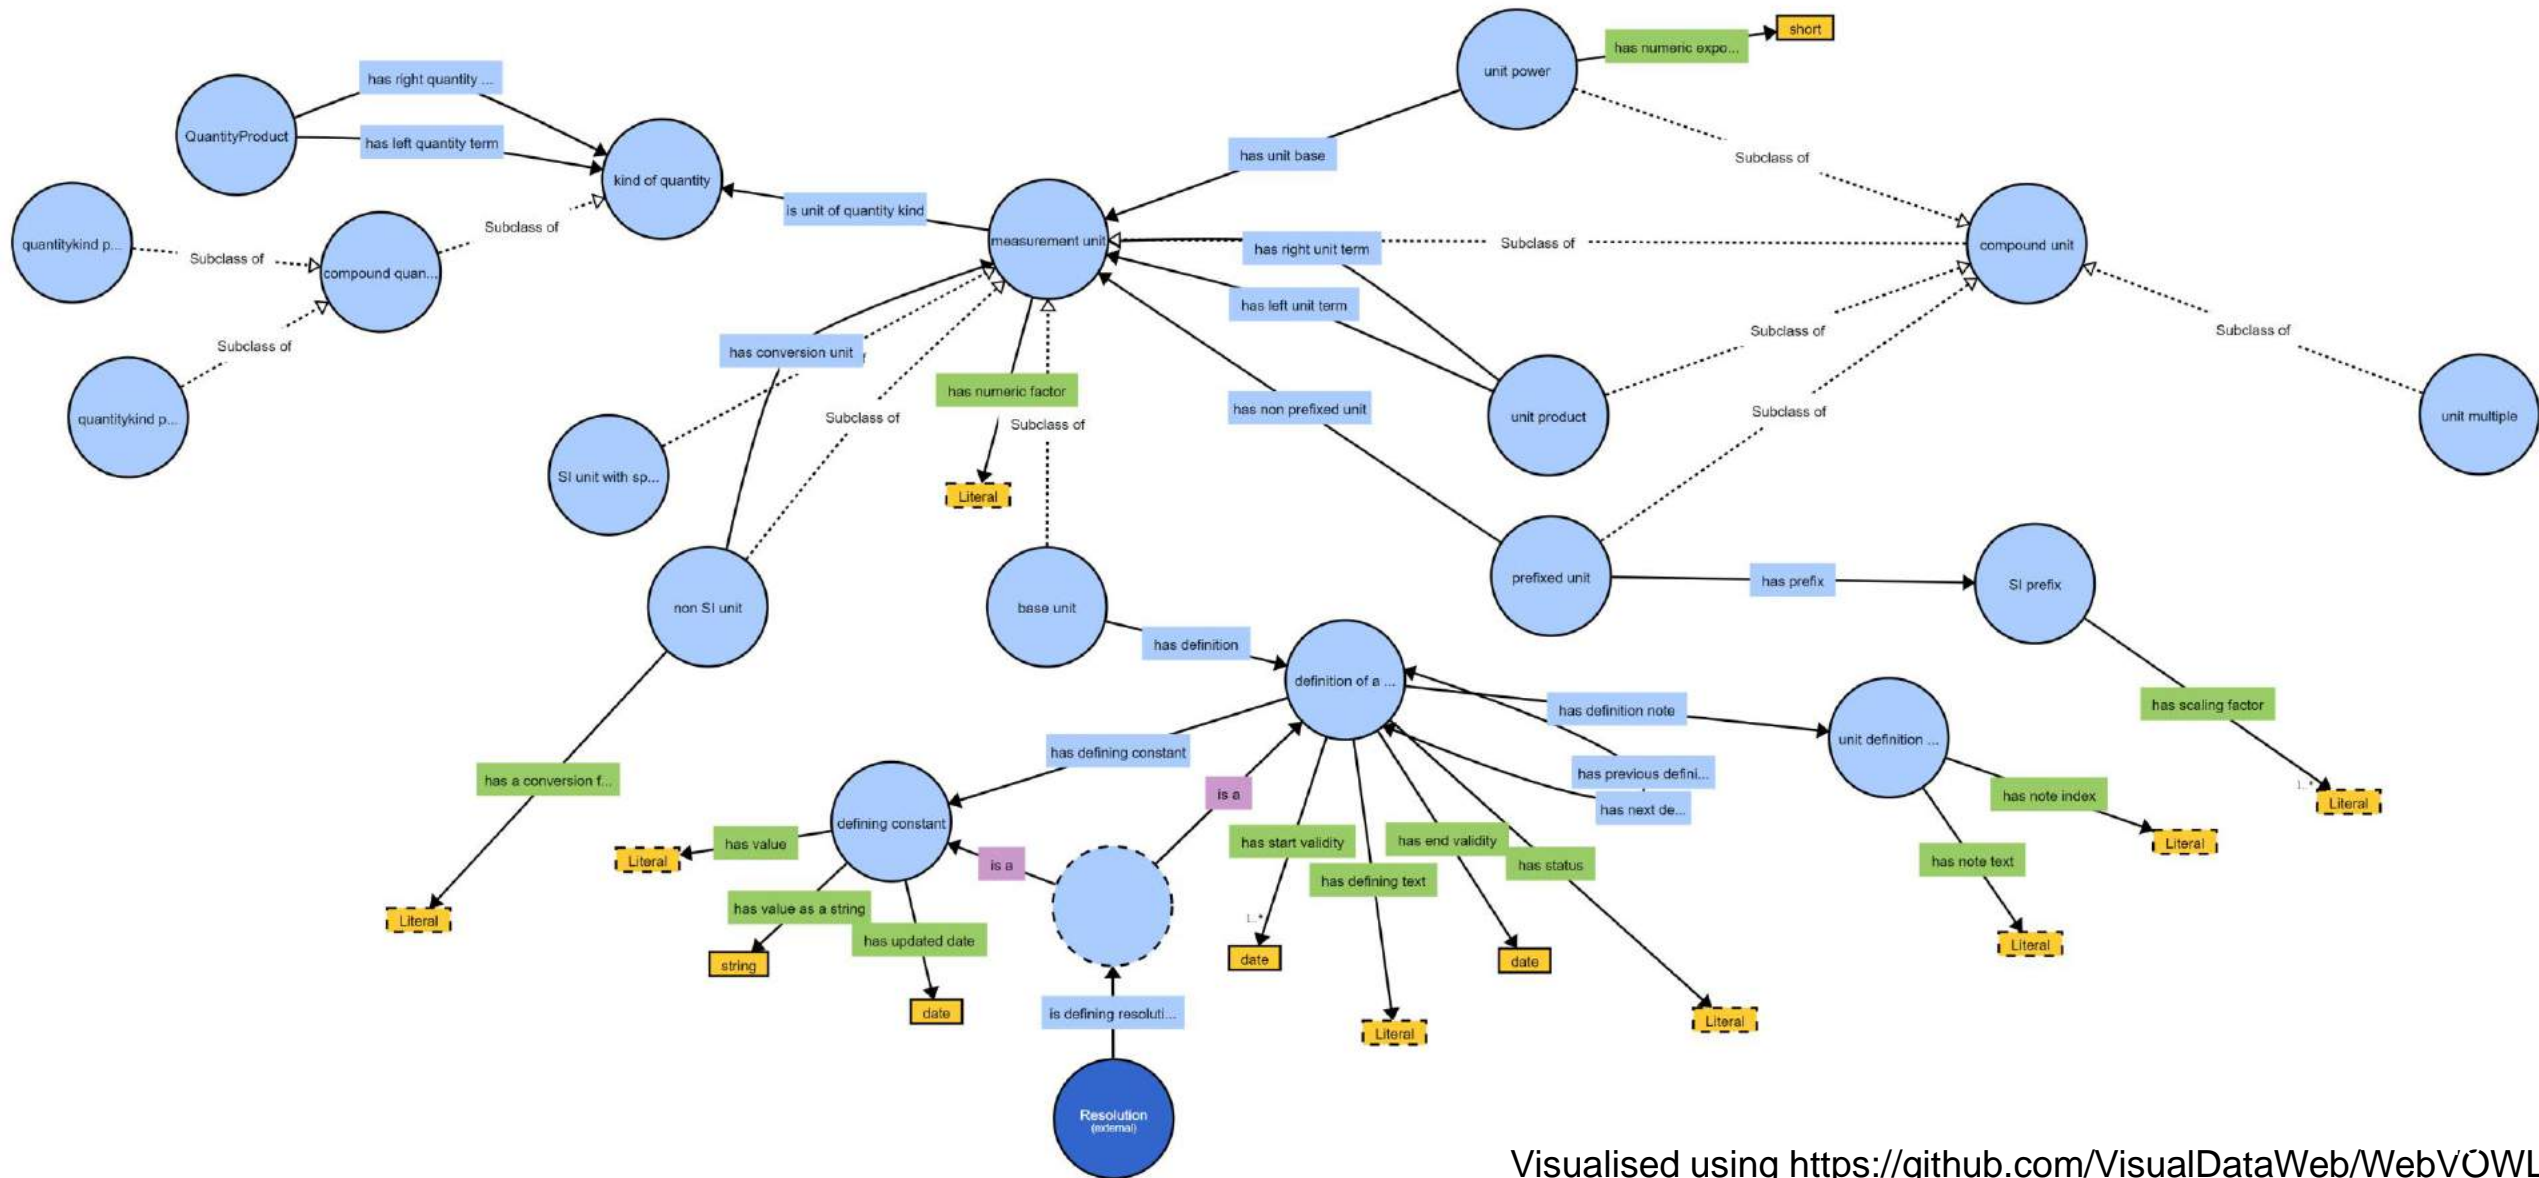 short
has numeric expo...
unit power
has right quantity ...
QuantityProduct
has left quantity term
has unit base
Subclass of
kind of quantity
is unit of quantity kind
Subclass of
quantitykind p...
Subclass of
compound quan...
measurement unit
has right unit term
Subclass of
compound unit
has left unit term
Subclass of
Subclass of
Subclass of
has conversion unit
has numeric factor
has non prefixed unit
Subclass of
quantitykind p...
Subclass of
Subclass of
unit product
unit multiple
SI unit with sp...
Literal
non SI unit
base unit
prefixed unit
has prefix
SI prefix
has definition
definition of a ...
has definition note
unit definition ...
has scaling factor
has defining constant
has previous defini...
has a conversion f...
is a
has next de...
has note index
1..*
Literal
defining constant
has value
Literal
is a
has start validity
has end validity
has status
has defining text
Literal
has note text
has value as a string
has updated date
Literal
1..*
date
date
Literal
string
date
is defining resoluti...
Literal
Literal
Resolution
(external)
Visualised using https://github.com/VisualDataWeb/WebVOWL